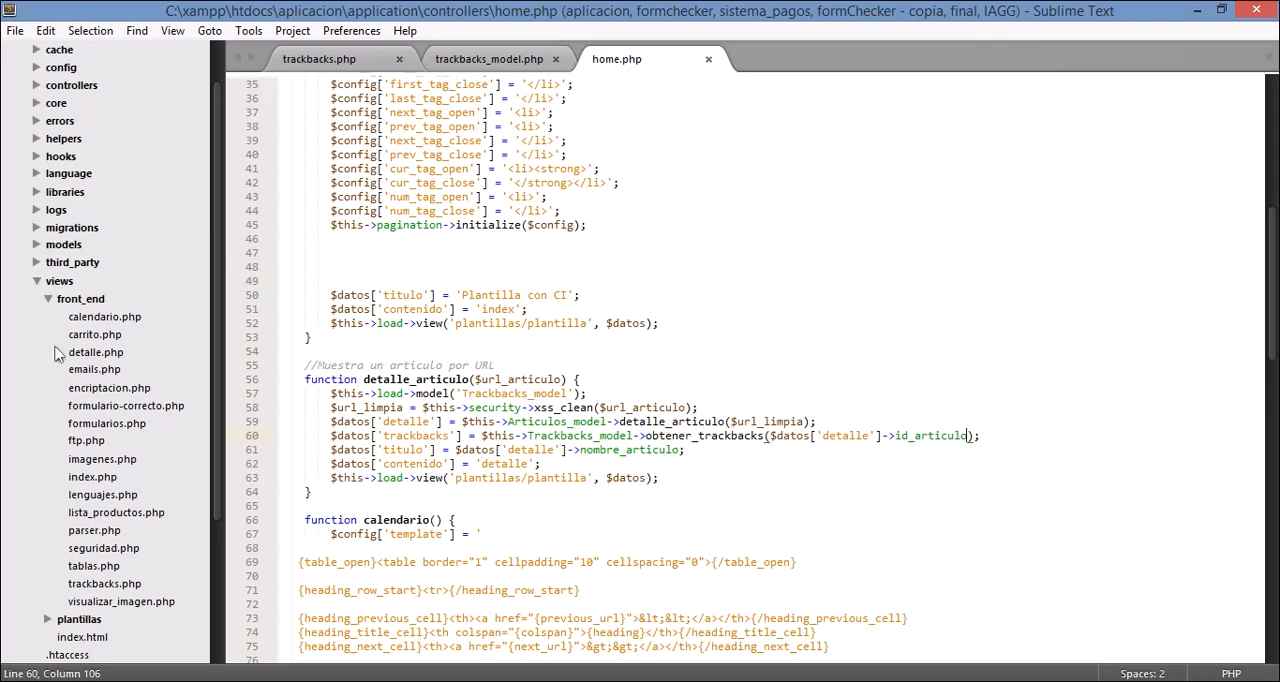 C:\xampp\htdocs\aplicacion\application\controllers\home.php (aplicacion, formchecker, sistema_pagos, formChecker - copia, final, IAGG) - Sublime Text
File Edit Selection Find View Goto Tools Project Preferences Help
cache
config
controllers
core
errors
helpers
hooks
language
libraries
logs
migrations
models
third_party
views
front_end
calendario.php
carrito.php
detalle.php
emails.php
encriptacion.php
formulario-correcto.php
formularios.php
ftp.php
imagenes.php
index.php
lenguajes.php
lista_productos.php
parser.php
seguridad.php
tablas.php
trackbacks.php
visualizar_imagen.php
plantillas
index.html
.htaccess
trackbacks.php trackbacks_model.php home.php
35 $config['first_tag_close'] = '</li>';
36 $config['last_tag_close'] = '</li>';
37 $config['next_tag_open'] = '<li>';
38 $config['prev_tag_open'] = '<li>';
39 $config['next_tag_close'] = '</li>';
40 $config['prev_tag_close'] = '</li>';
41 $config['cur_tag_open'] = '<li><strong>';
42 $config['cur_tag_close'] = '</strong></li>';
43 $config['num_tag_open'] = '<li>';
44 $config['num_tag_close'] = '</li>';
45 $this->pagination->initialize($config);
46
47
48
49
50 $datos['titulo'] = 'Plantilla con CI';
51 $datos['contenido'] = 'index';
52 $this->load->view('plantillas/plantilla', $datos);
53 }
54
55 //Muestra un articulo por URL
56 function detalle_articulo($url_articulo) {
57 $this->load->model('Trackbacks_model');
58 $url_limpia = $this->security->xss_clean($url_articulo);
59 $datos['detalle'] = $this->Articulos_model->detalle_articulo($url_limpia);
60 $datos['trackbacks'] = $this->Trackbacks_model->obtener_trackbacks($datos['detalle']->id_articulo);
61 $datos['titulo'] = $datos['detalle']->nombre_articulo;
62 $datos['contenido'] = 'detalle';
63 $this->load->view('plantillas/plantilla', $datos);
64 }
65
66 function calendario() {
67 $config['template'] = '
68
69 {table_open}<table border="1" cellpadding="10" cellspacing="0">{/table_open}
70
71 {heading_row_start}<tr>{/heading_row_start}
72
73 {heading_previous_cell}<th><a href="{previous_url}">&lt;&lt;</a></th>{/heading_previous_cell}
74 {heading_title_cell}<th colspan="{colspan}">{heading}</th>{/heading_title_cell}
75 {heading_next_cell}<th><a href="{next_url}">&gt;&gt;</a></th>{/heading_next_cell}
76
Line 60, Column 106 Spaces: 2 PHP